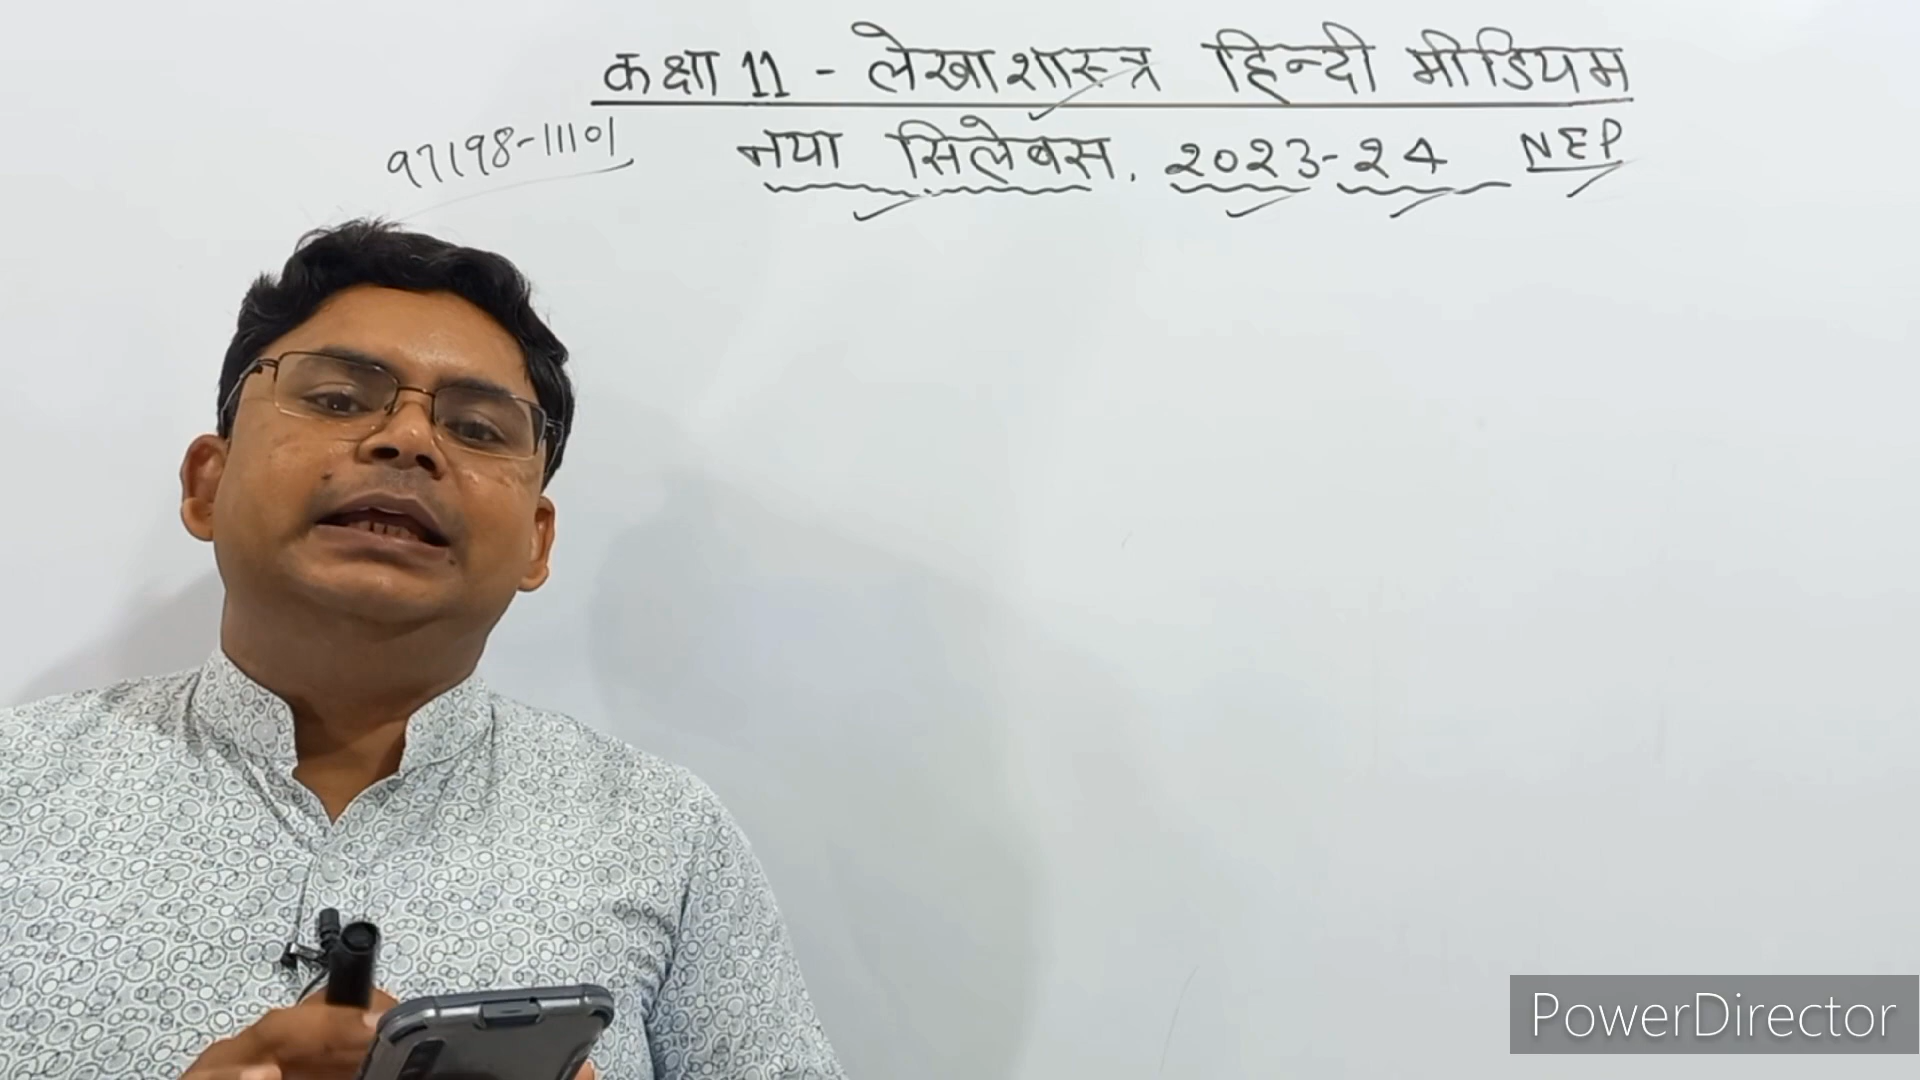 कक्षा 11 - लेखाशास्त्र हिन्दी मीडियम
97198-11101
नया सिलेबस. 2023-24 NEP
PowerDirector